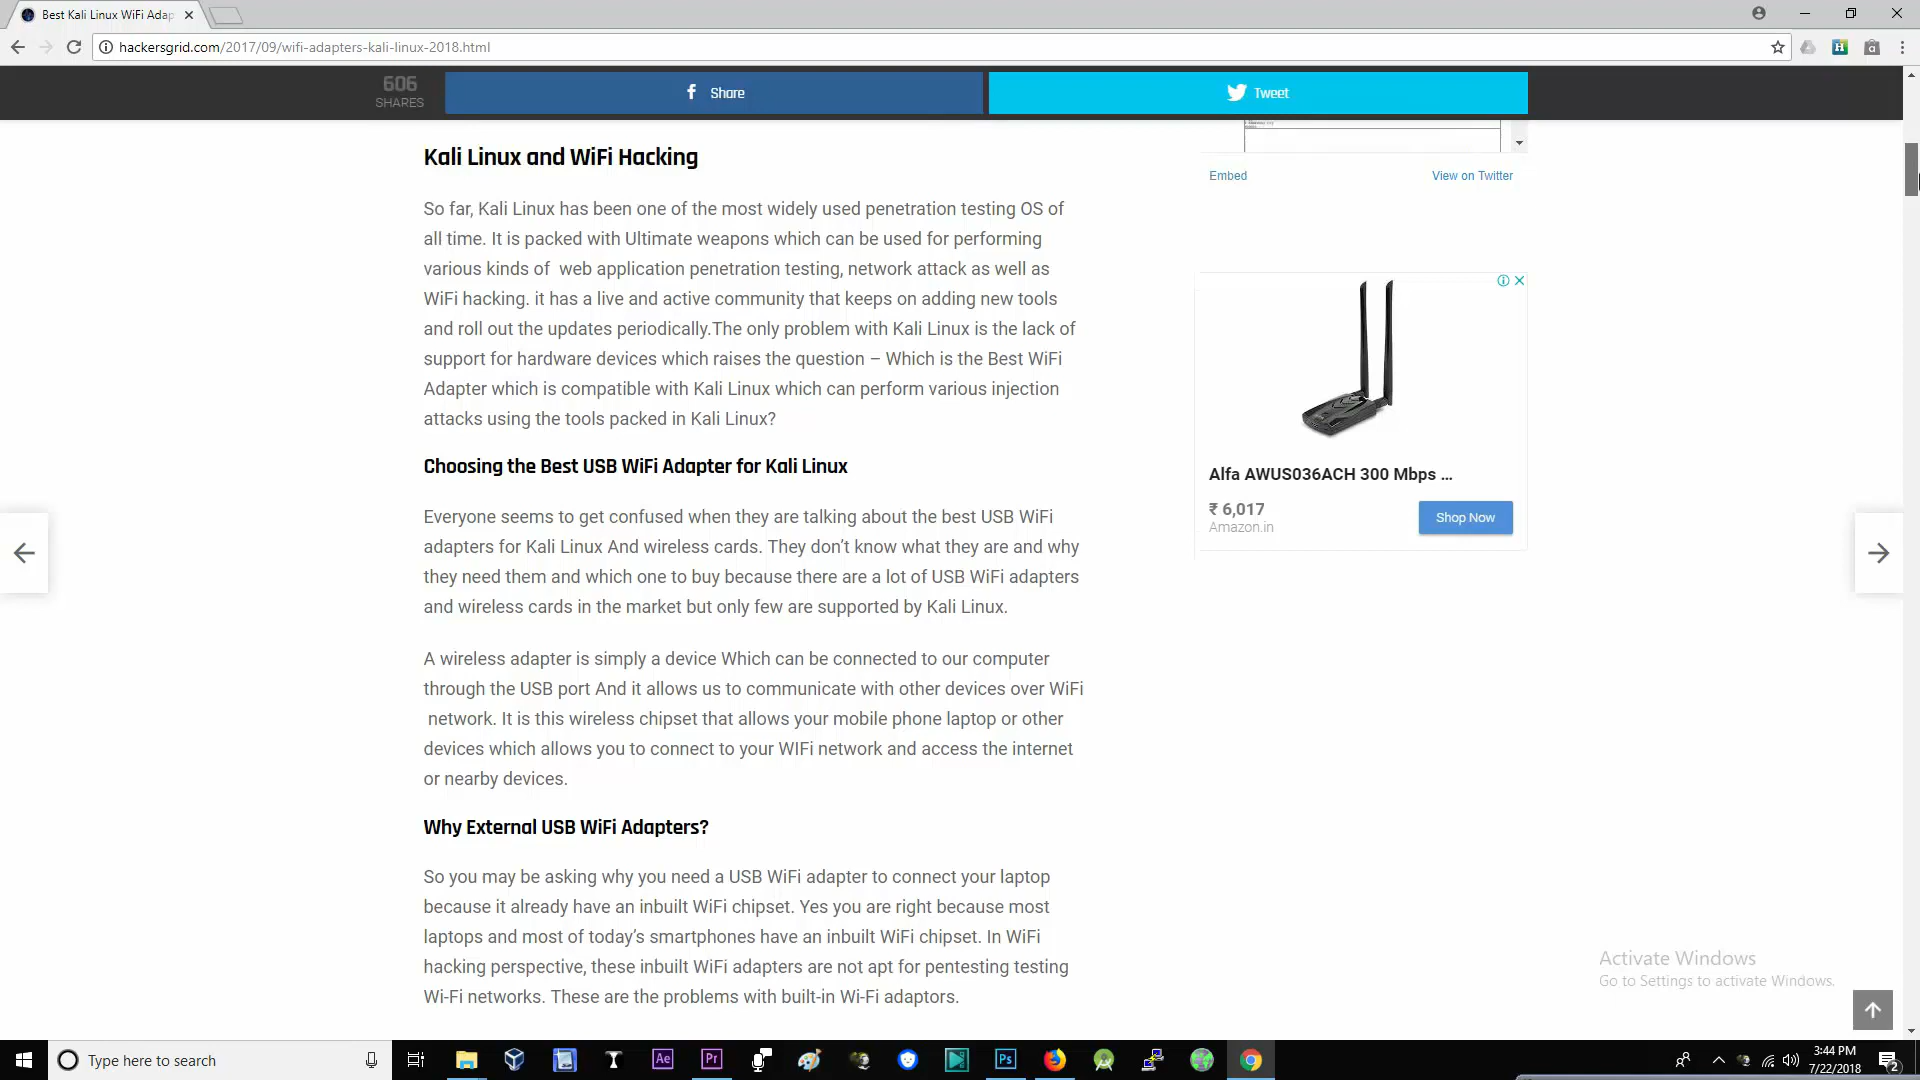 Best Kali Linux WiFi Adap
hackersgrid.com/2017/09/wifi-adapters-kali-linux-2018.html
606
SHARES
Share
Tweet
Kali Linux and WiFi Hacking
So far, Kali Linux has been one of the most widely used penetration testing OS of
all time. It is packed with Ultimate weapons which can be used for performing
various kinds of  web application penetration testing, network attack as well as
WiFi hacking. it has a live and active community that keeps on adding new tools
and roll out the updates periodically.The only problem with Kali Linux is the lack of
support for hardware devices which raises the question – Which is the Best WiFi
Adapter which is compatible with Kali Linux which can perform various injection
attacks using the tools packed in Kali Linux?
Choosing the Best USB WiFi Adapter for Kali Linux
Everyone seems to get confused when they are talking about the best USB WiFi
adapters for Kali Linux And wireless cards. They don’t know what they are and why
they need them and which one to buy because there are a lot of USB WiFi adapters
and wireless cards in the market but only few are supported by Kali Linux.
A wireless adapter is simply a device Which can be connected to our computer
through the USB port And it allows us to communicate with other devices over WiFi
network. It is this wireless chipset that allows your mobile phone laptop or other
devices which allows you to connect to your WIFi network and access the internet
or nearby devices.
Why External USB WiFi Adapters?
So you may be asking why you need a USB WiFi adapter to connect your laptop
because it already have an inbuilt WiFi chipset. Yes you are right because most
laptops and most of today’s smartphones have an inbuilt WiFi chipset. In WiFi
hacking perspective, these inbuilt WiFi adapters are not apt for pentesting testing
Wi-Fi networks. These are the problems with built-in Wi-Fi adaptors.
Embed
View on Twitter
Alfa AWUS036ACH 300 Mbps ...
₹ 6,017
Amazon.in
Shop Now
Activate Windows
Go to Settings to activate Windows.
Type here to search
Ae
Pr
Ps
3:44 PM
7/22/2018
2